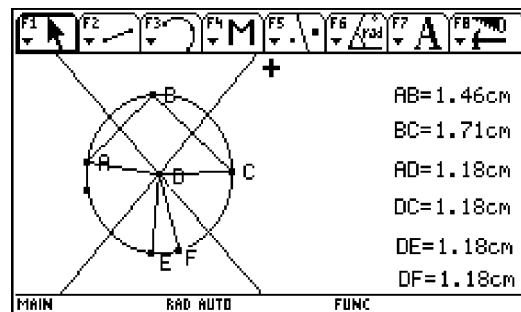 F1 F2 F3 F4 M F5 F6 rad F7 A F8
B
AB=1.46cm
BC=1.71cm
A
D
C
AD=1.18cm
DC=1.18cm
E F
DE=1.18cm
DF=1.18cm
MAIN RAD AUTO FUNC